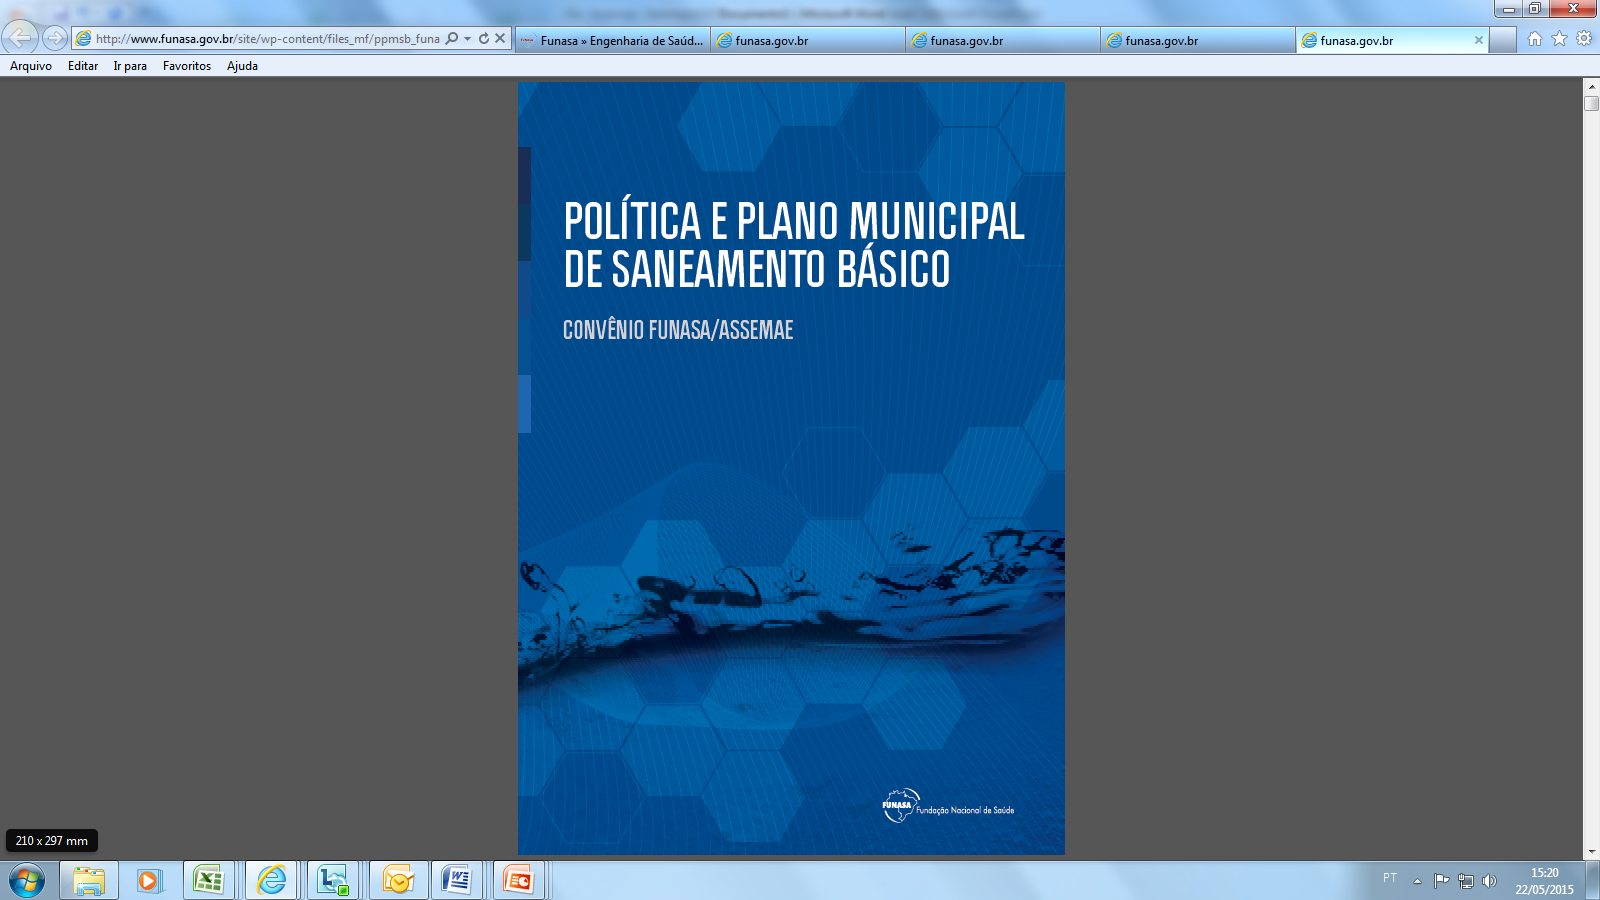 http://www.funasa.gov.br/site/wp-content/files_mf/ppmsb_funa
Funasa » Engenharia de Saúd...
funasa.gov.br
funasa.gov.br
funasa.gov.br
funasa.gov.br
Arquivo Editar Ir para Favoritos Ajuda
POLÍTICA E PLANO MUNICIPAL
DE SANEAMENTO BÁSICO
CONVÊNIO FUNASA/ASSEMAE
FUNASA
Fundação Nacional de Saúde
210 x 297 mm
PT
15:20
22/05/2015